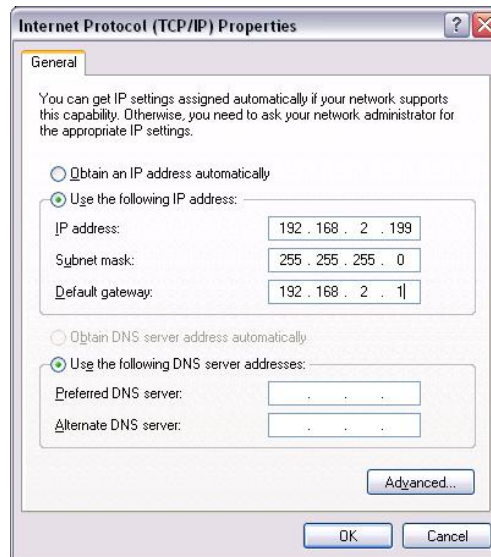 Internet Protocol (TCP/IP) Properties
General
You can get IP settings assigned automatically if your network supports
this capability. Otherwise, you need to ask your network administrator for
the appropriate IP settings.
Obtain an IP address automatically
Use the following IP address:
IP address: 192 . 168 . 2 . 199
Subnet mask: 255 . 255 . 255 . 0
Default gateway: 192 . 168 . 2 . 1
Obtain DNS server address automatically
Use the following DNS server addresses:
Preferred DNS server: . . .
Alternate DNS server: . . .
Advanced...
OK Cancel